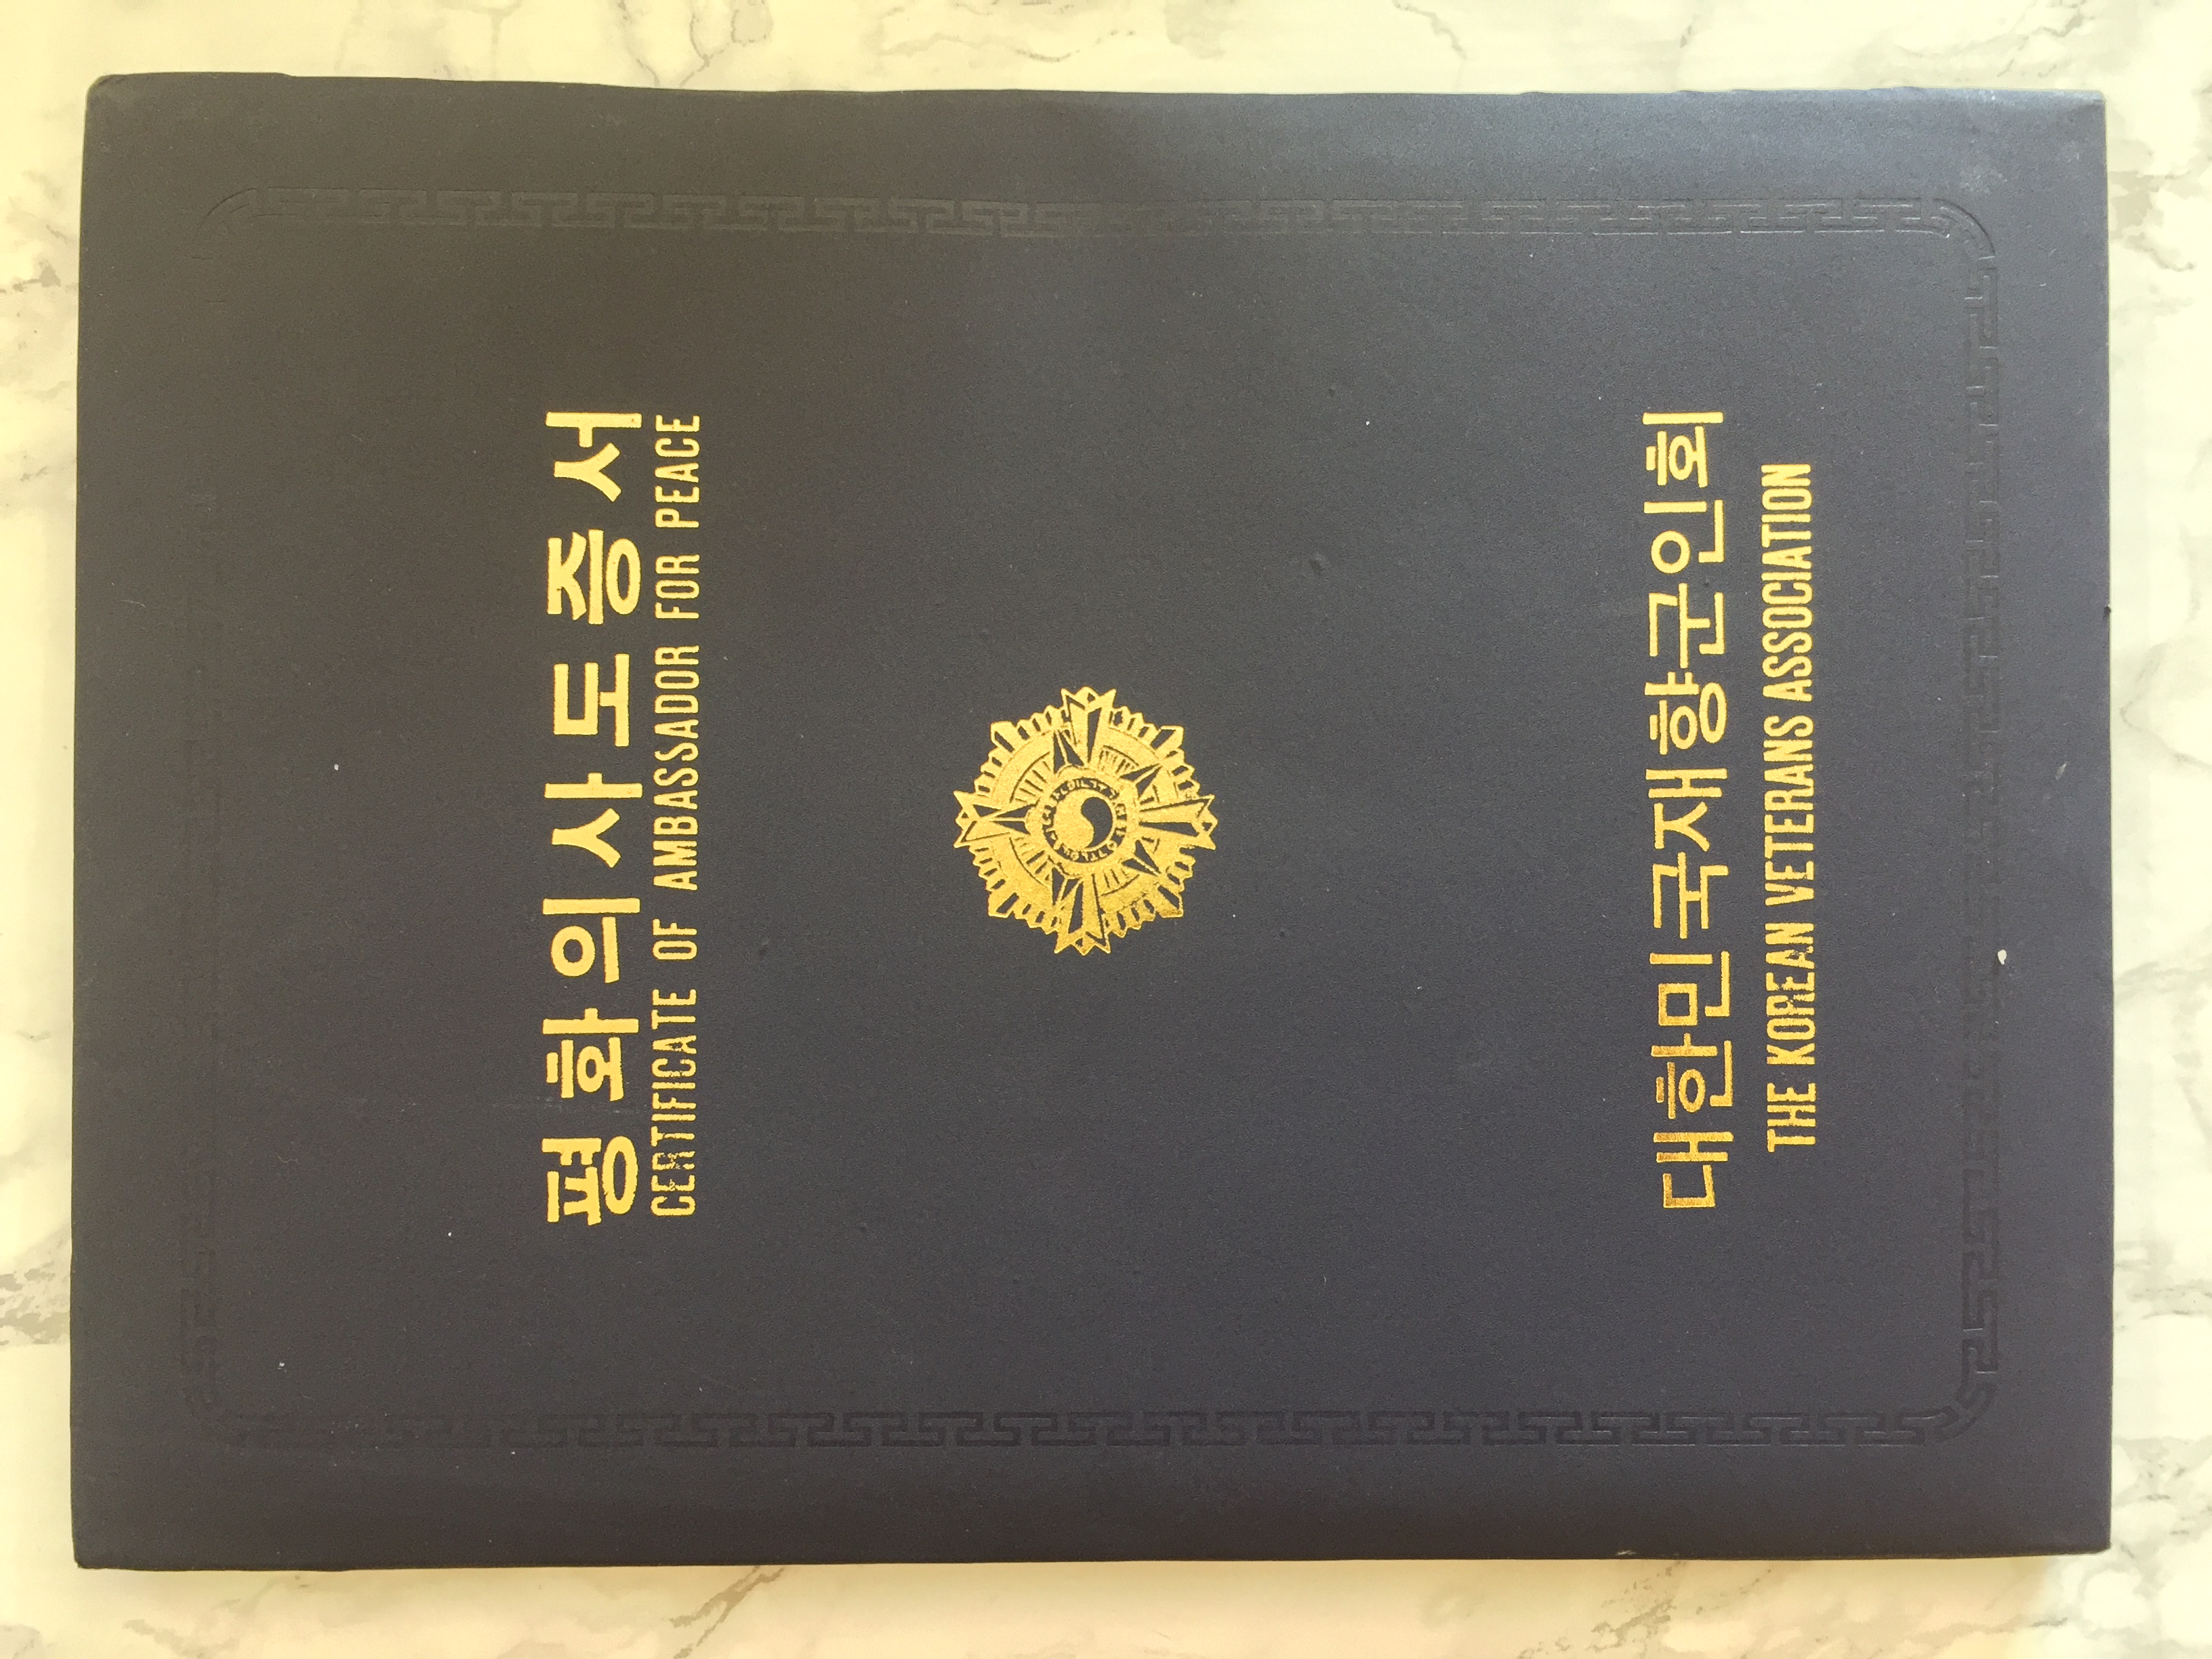 평화의사도증서
CERTIFICATE OF AMBASSADOR FOR PEACE
대한민국재향군인회
THE KOREAN VETERANS ASSOCIATION